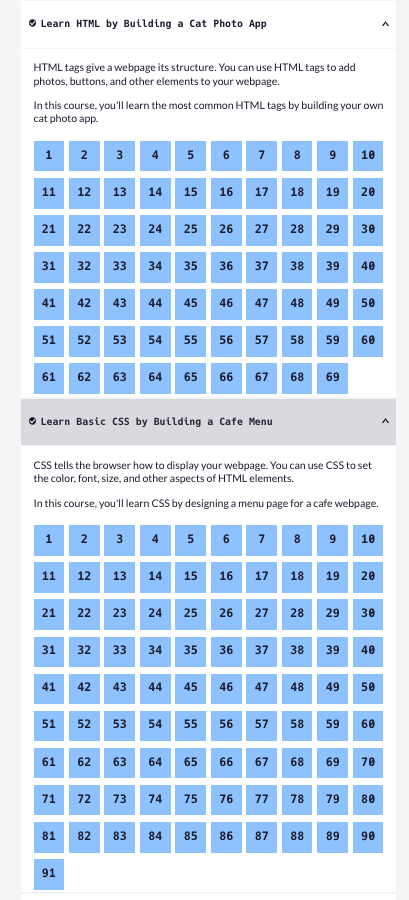 Learn HTML by Building a Cat Photo App
HTML tags give a webpage its structure. You can use HTML tags to add
photos, buttons, and other elements to your webpage.
In this course, you'll learn the most common HTML tags by building your own
cat photo app.
1 2 3 4 5 6 7 8 9 10
11 12 13 14 15 16 17 18 19 20
21 22 23 24 25 26 27 28 29 30
31 32 33 34 35 36 37 38 39 40
41 42 43 44 45 46 47 48 49 50
51 52 53 54 55 56 57 58 59 60
61 62 63 64 65 66 67 68 69
Learn Basic CSS by Building a Cafe Menu
CSS tells the browser how to display your webpage. You can use CSS to set
the color, font, size, and other aspects of HTML elements.
In this course, you'll learn CSS by designing a menu page for a cafe webpage.
1 2 3 4 5 6 7 8 9 10
11 12 13 14 15 16 17 18 19 20
21 22 23 24 25 26 27 28 29 30
31 32 33 34 35 36 37 38 39 40
41 42 43 44 45 46 47 48 49 50
51 52 53 54 55 56 57 58 59 60
61 62 63 64 65 66 67 68 69 70
71 72 73 74 75 76 77 78 79 80
81 82 83 84 85 86 87 88 89 90
91